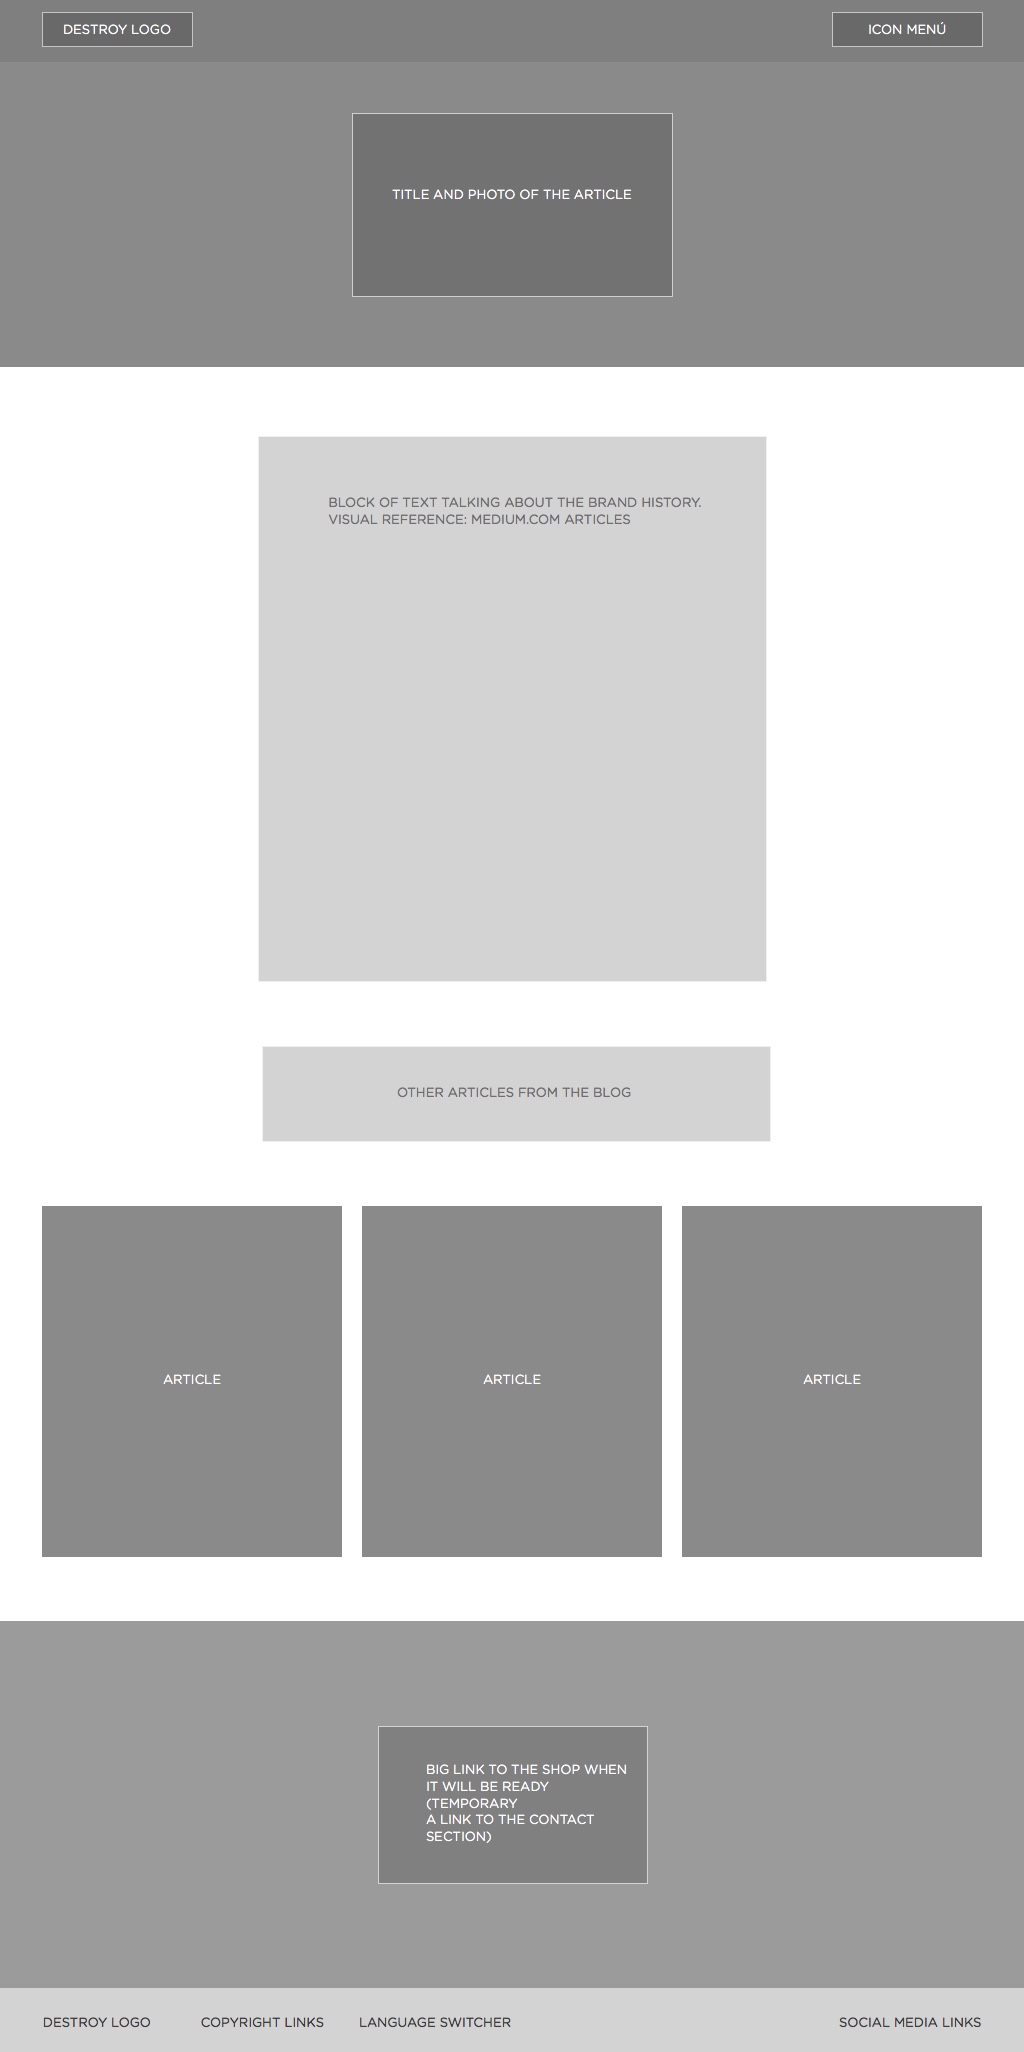 DESTROY LOGO
ICON MENÚ
TITLE AND PHOTO OF THE ARTICLE
BLOCK OF TEXT TALKING ABOUT THE BRAND HISTORY.
VISUAL REFERENCE: MEDIUM.COM ARTICLES
OTHER ARTICLES FROM THE BLOG
ARTICLE
ARTICLE
ARTICLE
BIG LINK TO THE SHOP WHEN
IT WILL BE READY
(TEMPORARY
A LINK TO THE CONTACT
SECTION)
DESTROY LOGO
COPYRIGHT LINKS
LANGUAGE SWITCHER
SOCIAL MEDIA LINKS